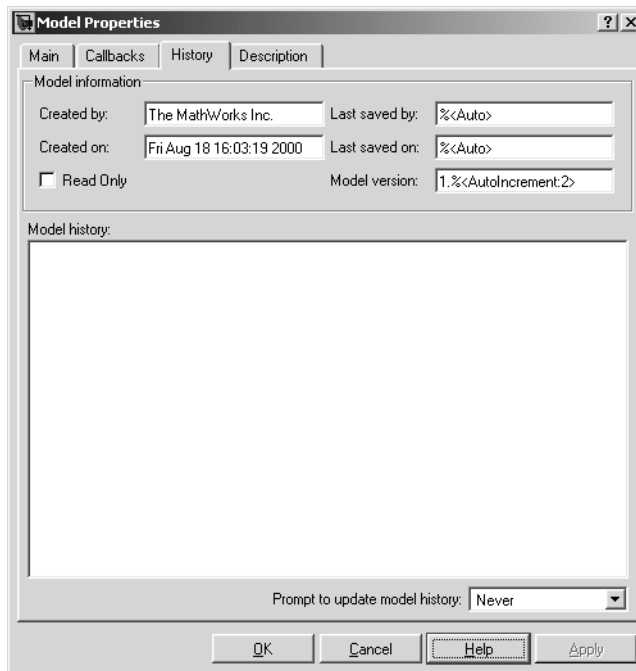 Model Properties
Main Callbacks History Description
Model information
Created by: The MathWorks Inc. Last saved by: %<Auto>
Created on: Fri Aug 18 16:03:19 2000 Last saved on: %<Auto>
Read Only Model version: 1.%<AutoIncrement:2>
Model history:
Prompt to update model history: Never
OK Cancel Help Apply